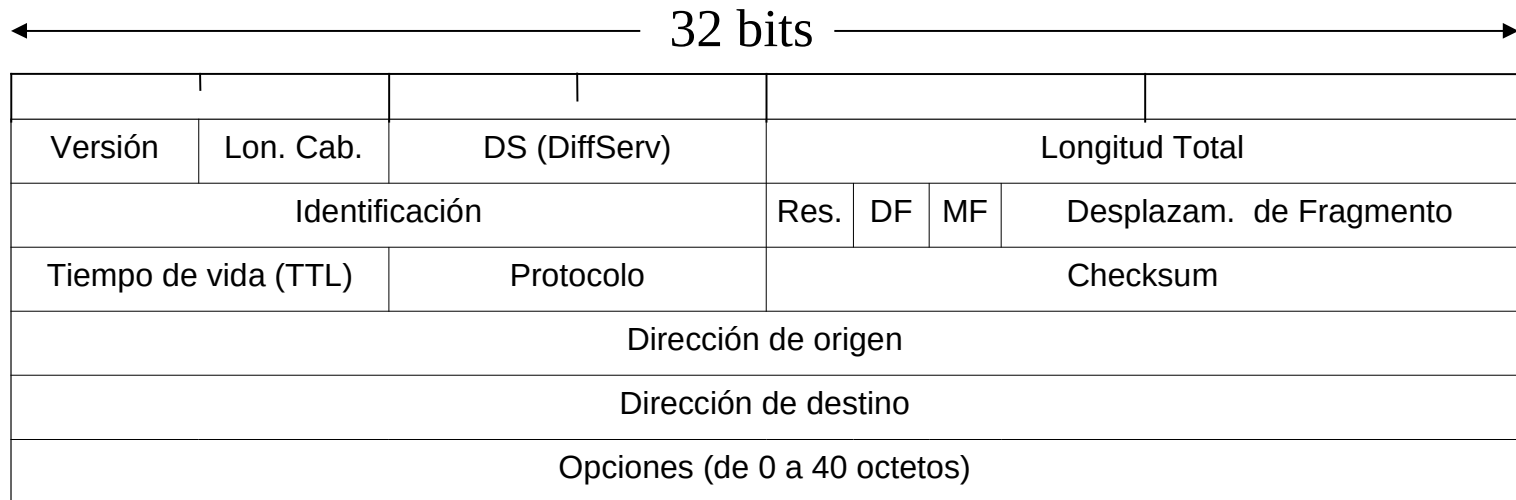 32 bits
Versión Lon. Cab. DS (DiffServ) Longitud Total
Identificación Res. DF MF Desplazam. de Fragmento
Tiempo de vida (TTL) Protocolo Checksum
Dirección de origen
Dirección de destino
Opciones (de 0 a 40 octetos)